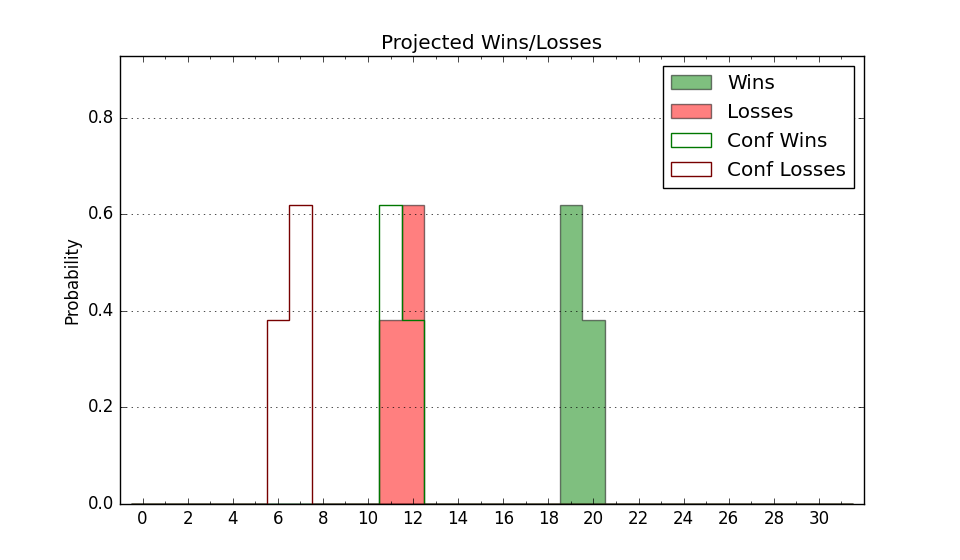 Projected Wins/Losses
Wins
Losses
Conf Wins
Conf Losses
Probability
0.8
0.6
0.4
0.2
0.0
0 2 4 6 8 10 12 14 16 18 20 22 24 26 28 30